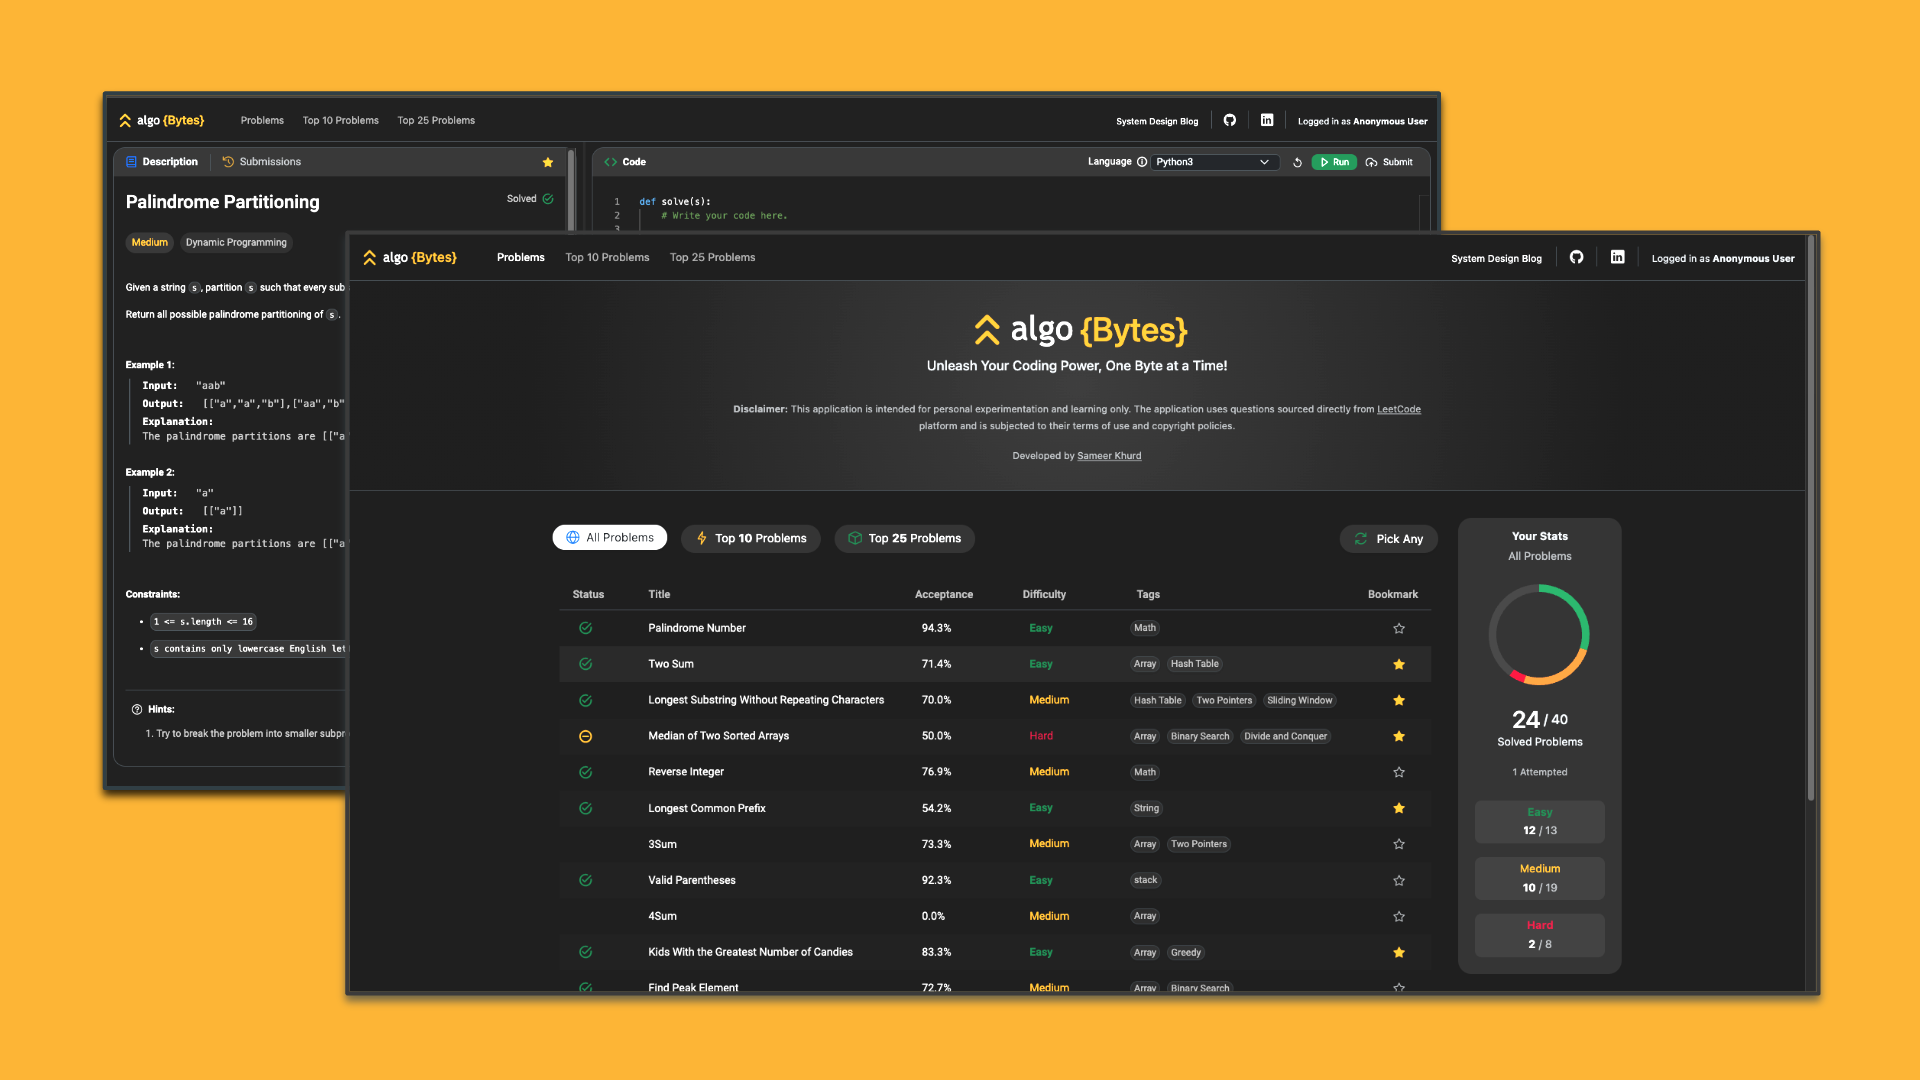 algo {Bytes}
Problems
Top 10 Problems
Top 25 Problems
System Design Blog
Logged in as Anonymous User
Description
Submissions
Code
Language
Python3
Run
Submit
Palindrome Partitioning
Solved
Medium
Dynamic Programming
1 def solve(s):
2 # Write your code here.
3
Given a string s, partition s such that every sub
Return all possible palindrome partitioning of s.
Example 1:
Input: "aab"
Output: [["a","a","b"],["aa","b"
Explanation:
The palindrome partitions are [["a
Example 2:
Input: "a"
Output: [["a"]]
Explanation:
The palindrome partitions are [["a
Constraints:
• 1 <= s.length <= 16
• s contains only lowercase English let
Hints:
1. Try to break the problem into smaller subpr
algo {Bytes}
Problems
Top 10 Problems
Top 25 Problems
System Design Blog
Logged in as Anonymous User
algo {Bytes}
Unleash Your Coding Power, One Byte at a Time!
Disclaimer: This application is intended for personal experimentation and learning only. The application uses questions sourced directly from LeetCode
platform and is subjected to their terms of use and copyright policies.
Developed by Sameer Khurd
All Problems
Top 10 Problems
Top 25 Problems
Pick Any
Status Title Acceptance Difficulty Tags Bookmark
Palindrome Number 94.3% Easy Math
Two Sum 71.4% Easy Array Hash Table
Longest Substring Without Repeating Characters 70.0% Medium Hash Table Two Pointers Sliding Window
Median of Two Sorted Arrays 50.0% Hard Array Binary Search Divide and Conquer
Reverse Integer 76.9% Medium Math
Longest Common Prefix 54.2% Easy String
3Sum 73.3% Medium Array Two Pointers
Valid Parentheses 92.3% Easy stack
4Sum 0.0% Medium Array
Kids With the Greatest Number of Candies 83.3% Easy Array Greedy
Find Peak Element 72.7% Medium Array Binary Search
Your Stats
All Problems
24 / 40
Solved Problems
1 Attempted
Easy
12 / 13
Medium
10 / 19
Hard
2 / 8